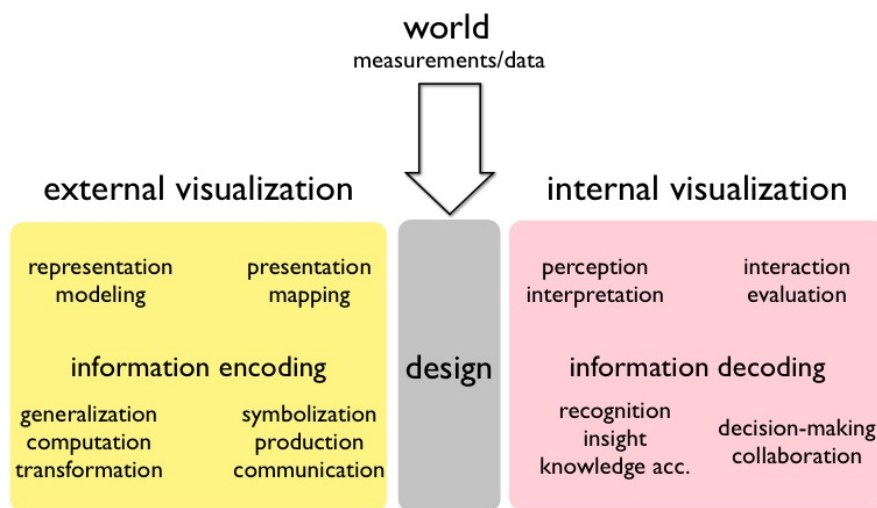 world
measurements/data
external visualization
internal visualization
representation
modeling
presentation
mapping
information encoding
generalization
computation
transformation
symbolization
production
communication
design
perception
interpretation
interaction
evaluation
information decoding
recognition
insight
knowledge acc.
decision-making
collaboration